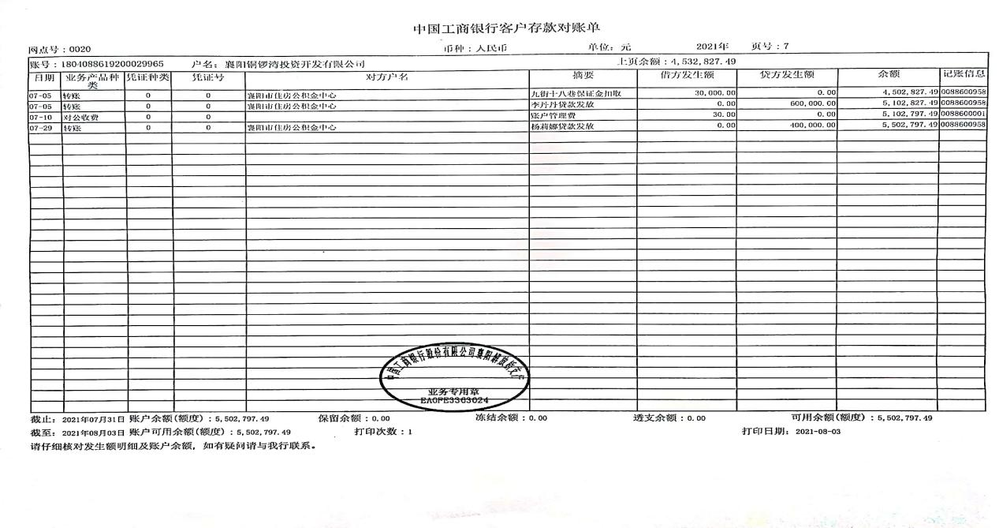 中国工商银行客户存款对账单
网点号：0020 币种：人民币 单位：元 2021年 页号：7
账号：1804088619200029965 户名：襄阳铜锣湾投资开发有限公司 上页余额：4,532,827.49
日期 业务产品种类 凭证种类 凭证号 对方户名 摘要 借方发生额 贷方发生额 余额 记账信息
07-05 转账 0 0 襄阳市住房公积金中心 九街十八巷保证金扣取 30,000.00 0.00 4,502,827.49 0088600958
07-05 转账 0 0 襄阳市住房公积金中心 李丹丹贷款发放 0.00 600,000.00 5,102,827.49 0088600958
07-10 对公收费 0 0 账户管理费 30.00 0.00 5,102,797.49 0088600001
07-29 转账 0 0 襄阳市住房公积金中心 杨莉娜贷款发放 0.00 400,000.00 5,502,797.49 0088600958
中国工商银行股份有限公司襄阳解放桥支行
业务专用章
EA0FE3363024
截止：2021年07月31日 账户余额(额度)：5,502,797.49 保留余额：0.00 冻结余额：0.00 透支余额：0.00 可用余额(额度)：5,502,797.49
截至：2021年08月03日 账户可用余额(额度)：5,502,797.49 打印次数：1 打印日期：2021-08-03
请仔细核对发生额明细及账户余额，如有疑问请与我行联系。